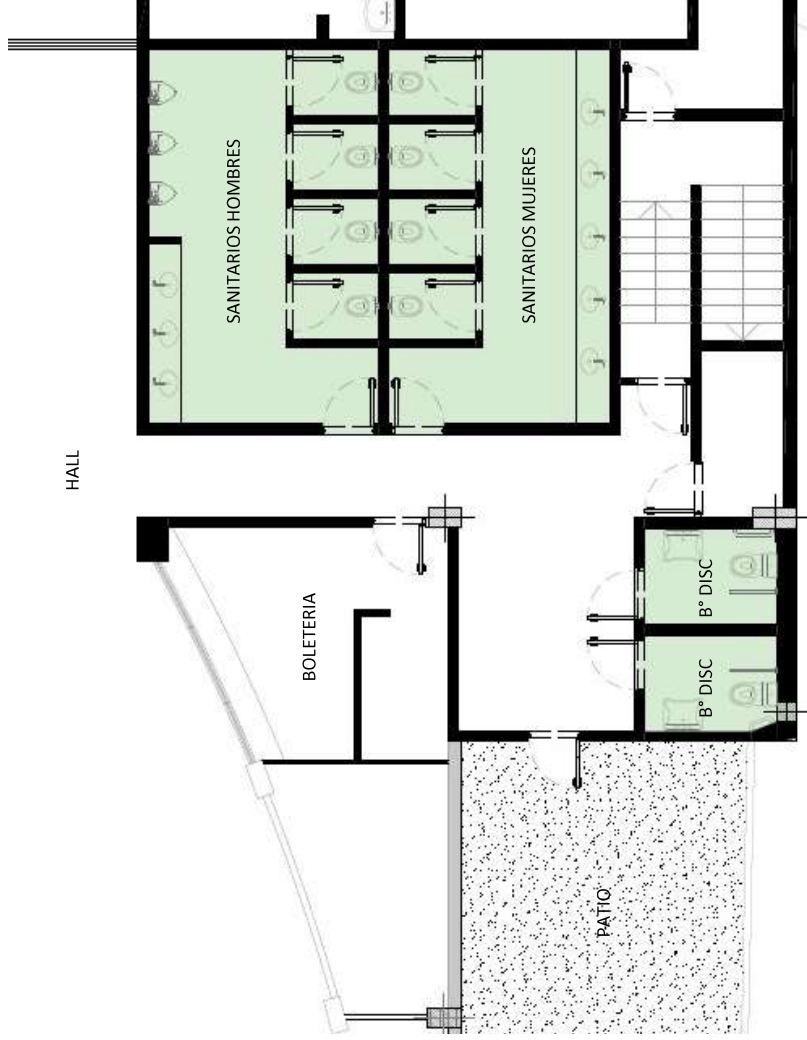 SANITARIOS HOMBRES
SANITARIOS MUJERES
HALL
BOLETERIA
B° DISC
B° DISC
PATIO